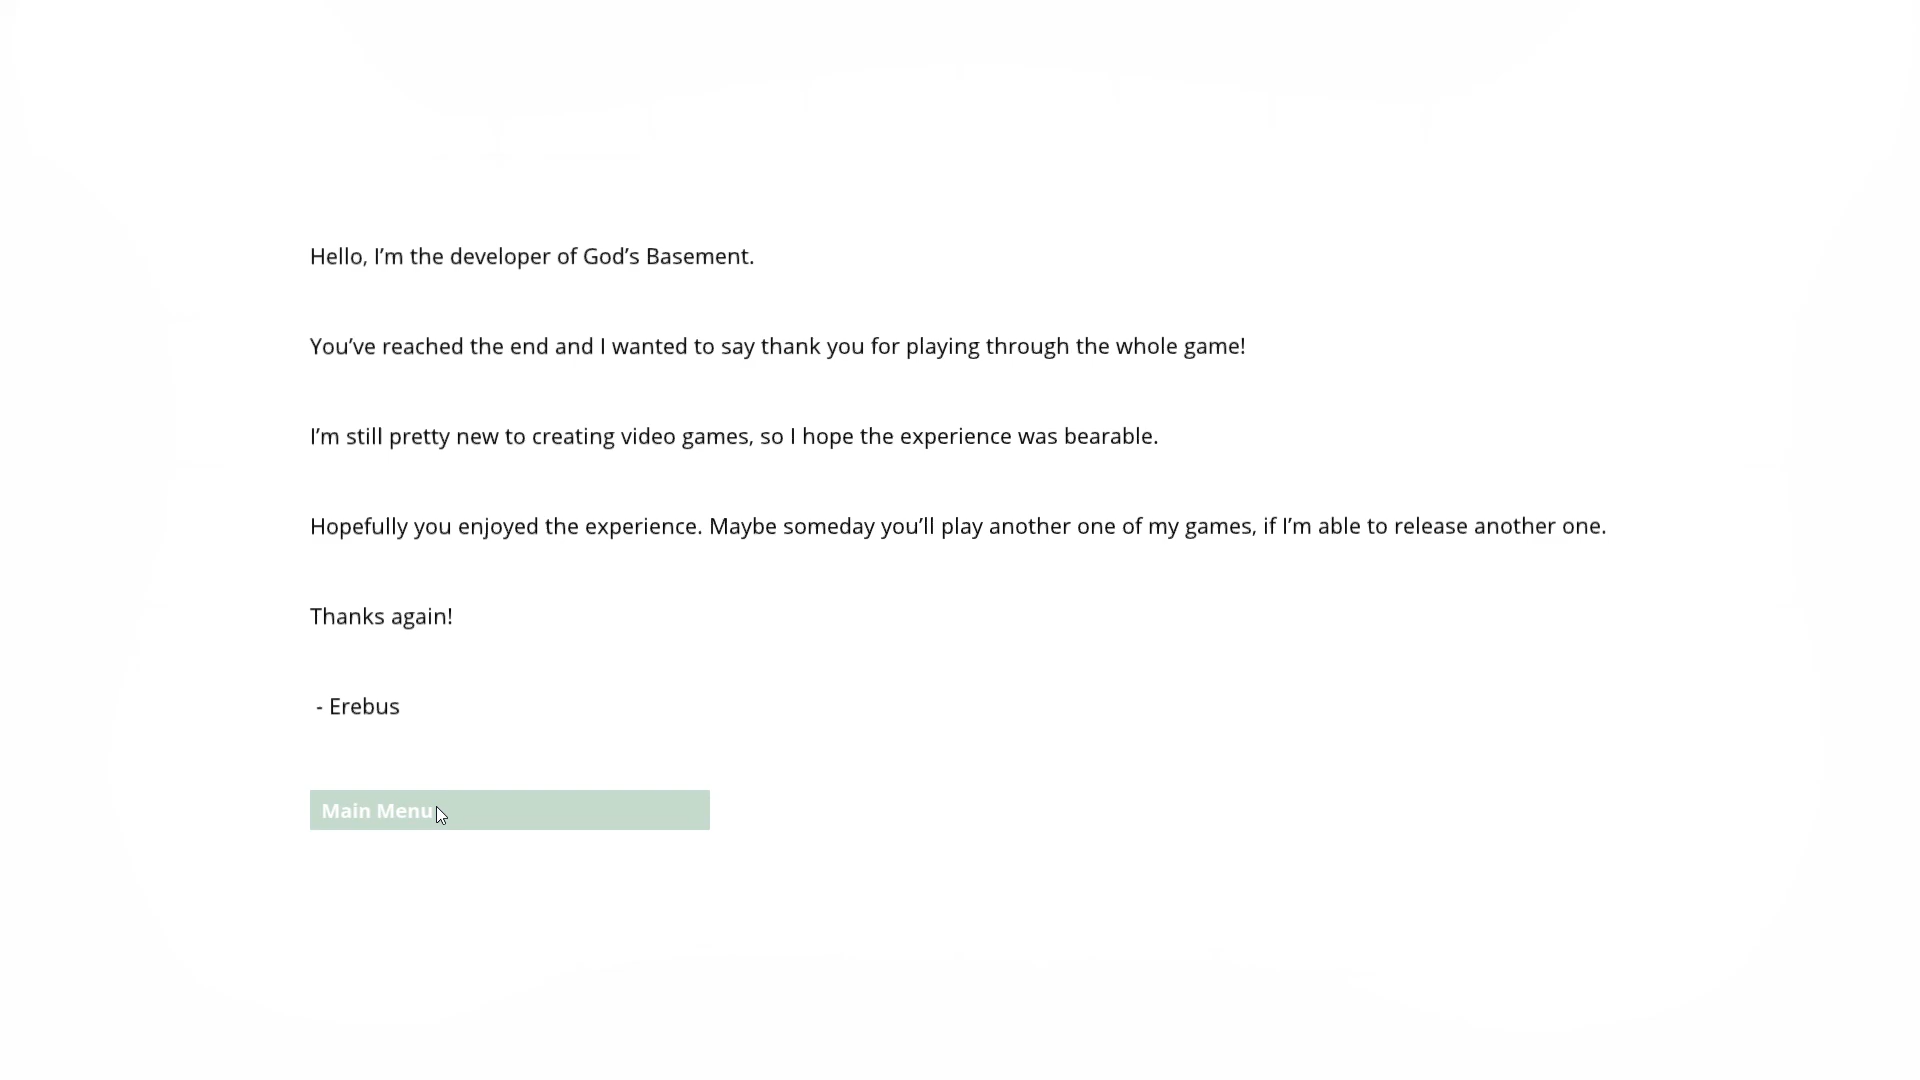 Hello, I’m the developer of God’s Basement.
You’ve reached the end and I wanted to say thank you for playing through the whole game!
I’m still pretty new to creating video games, so I hope the experience was bearable.
Hopefully you enjoyed the experience. Maybe someday you’ll play another one of my games, if I’m able to release another one.
Thanks again!
- Erebus
Main Menu